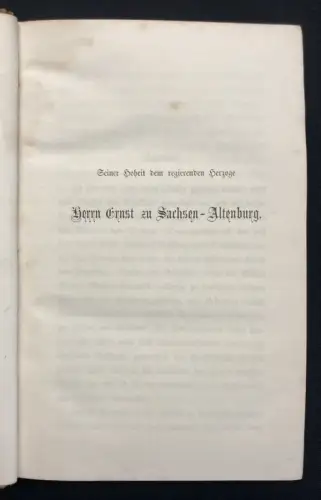 Seiner Hoheit dem regierenden Herzoge
Herrn Ernst zu Sachsen-Altenburg.